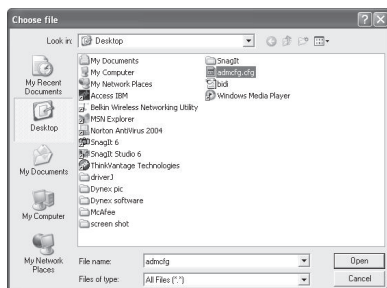 Choose file
Look in: Desktop
My Recent Documents
Desktop
My Documents
My Computer
My Network Places
My Documents
My Computer
My Network Places
Access IBM
Belkin Wireless Networking Utility
MSN Explorer
Norton AntiVirus 2004
SnagIt 6
SnagIt Studio 6
ThinkVantage Technologies
driverJ
Dynex pic
Dynex software
McAfee
screen shot
SnagIt
admcfg.cfg
bidi
Windows Media Player
File name: admcfg
Open
Files of type: All Files (*.*)
Cancel